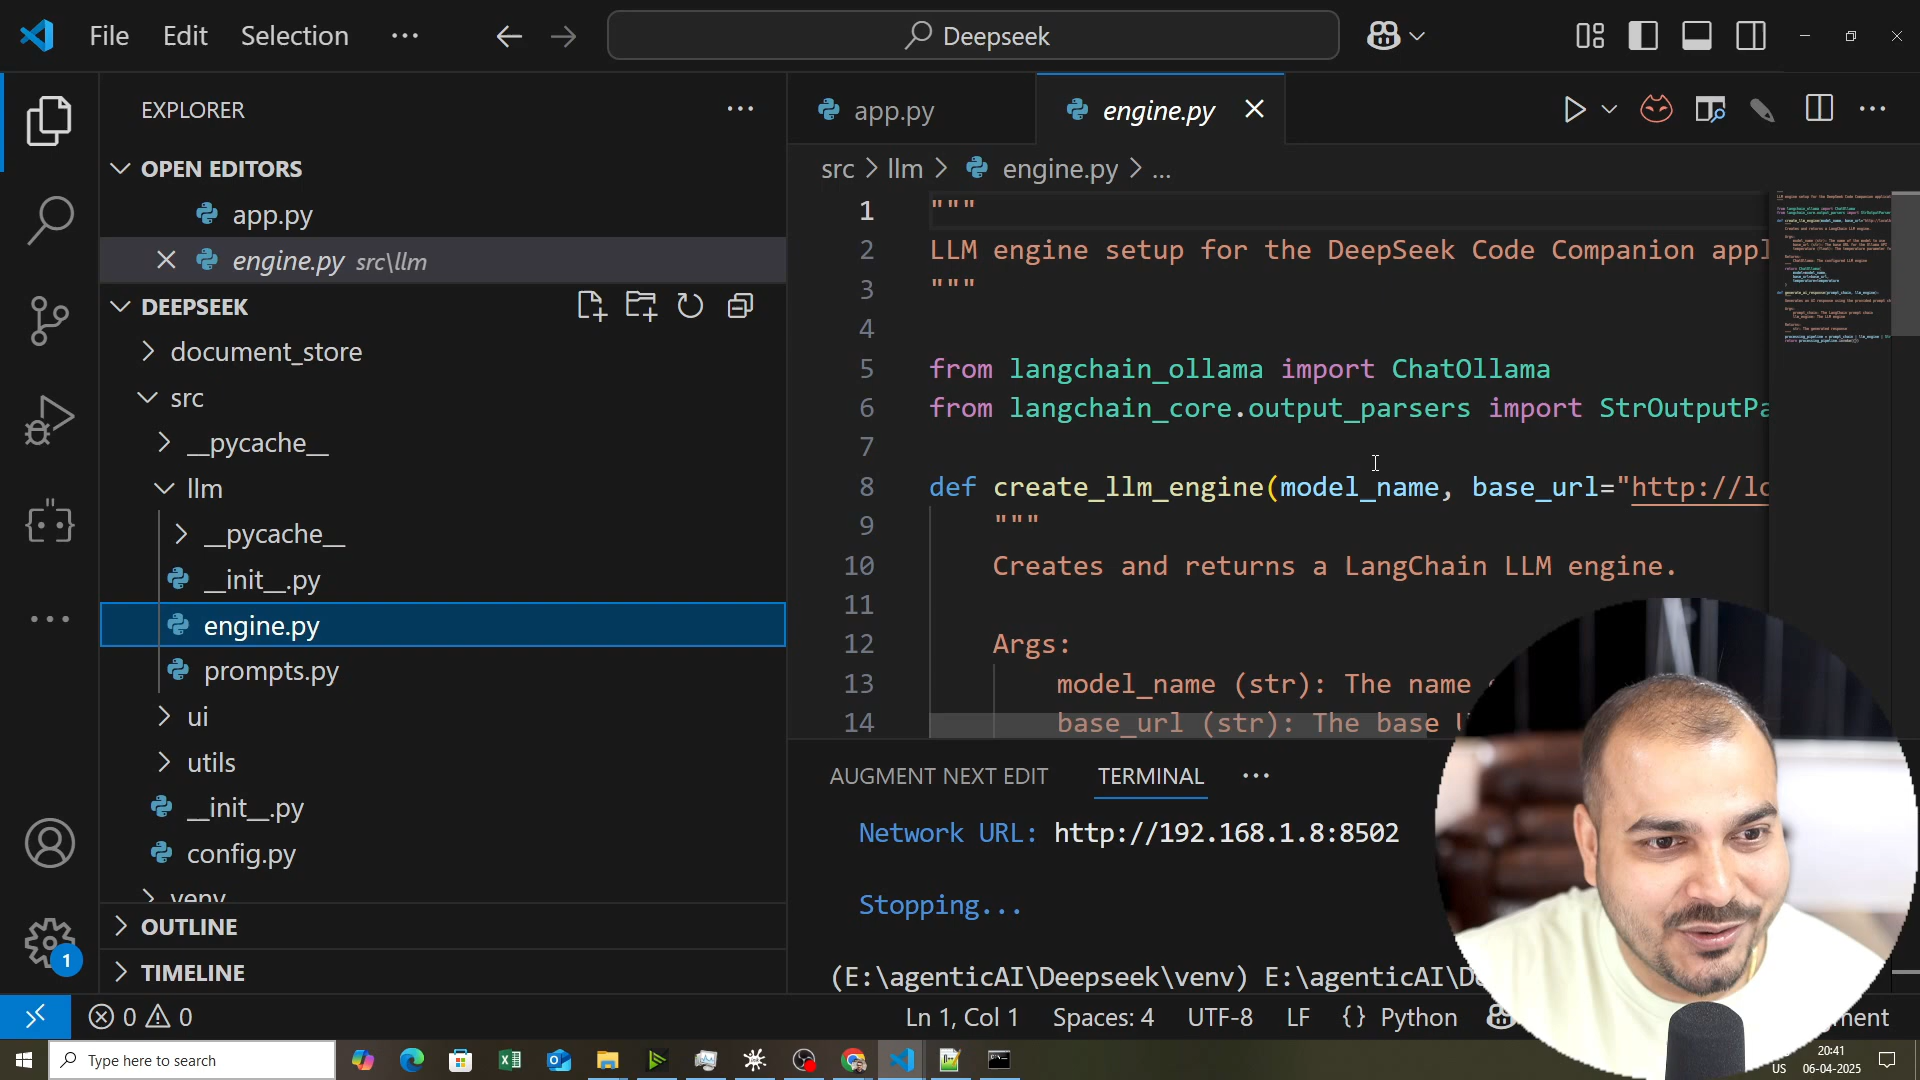 File Edit Selection ··· Deepseek
EXPLORER
OPEN EDITORS
app.py
engine.py src\llm
DEEPSEEK
document_store
src
__pycache__
llm
__pycache__
__init__.py
engine.py
prompts.py
ui
utils
__init__.py
config.py
venv
OUTLINE
TIMELINE
app.py engine.py
src > llm > engine.py > ...
1 """
2 LLM engine setup for the DeepSeek Code Companion appl
3 """
4
5 from langchain_ollama import ChatOllama
6 from langchain_core.output_parsers import StrOutputPa
7
8 def create_llm_engine(model_name, base_url="http://lo
9 """
10 Creates and returns a LangChain LLM engine.
11
12 Args:
13 model_name (str): The name
14 base_url (str): The base U
AUGMENT NEXT EDIT TERMINAL ···
Network URL: http://192.168.1.8:8502
Stopping...
(E:\agenticAI\Deepseek\venv) E:\agenticAI\De
1
0 0 Ln 1, Col 1 Spaces: 4 UTF-8 LF {} Python ment
Type here to search
US
20:41
06-04-2025